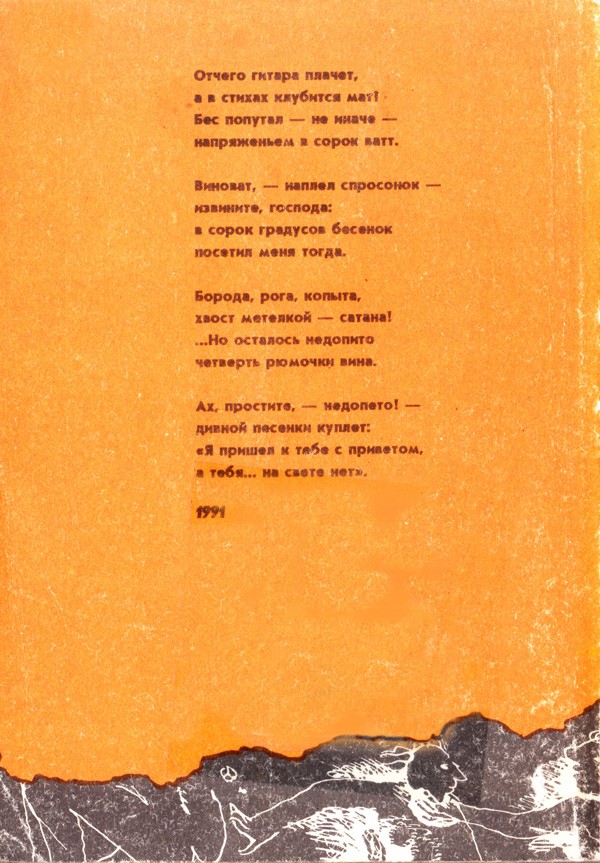 Отчего гитара плачет,
а в стихах клубится мат?
Бес попутал — не иначе —
напряженьем в сорок ватт.
Виноват, — наплел спросонок —
извините, господа:
в сорок градусов бесенок
посетил меня тогда.
Борода, рога, копыта,
хвост метелкой — сатана!
...Но осталось недопито
четверть рюмочки вина.
Ах, простите, — недопето! —
дивной песенки куплет:
«Я пришел к тебе с приветом,
а тебя... на свете нет».
1991